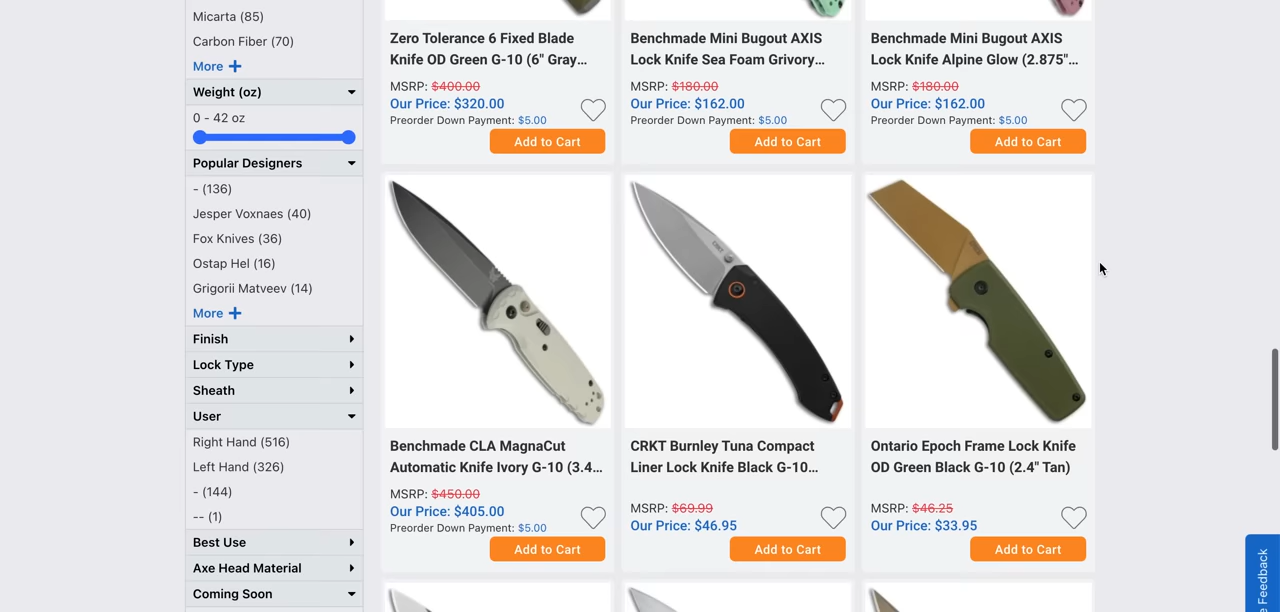 Micarta (85)
Carbon Fiber (70)
More +
Weight (oz)
0 - 42 oz
Popular Designers
- (136)
Jesper Voxnaes (40)
Fox Knives (36)
Ostap Hel (16)
Grigorii Matveev (14)
More +
Finish
Lock Type
Sheath
User
Right Hand (516)
Left Hand (326)
- (144)
-- (1)
Best Use
Axe Head Material
Coming Soon
Zero Tolerance 6 Fixed Blade
Knife OD Green G-10 (6" Gray...
MSRP: $400.00
Our Price: $320.00
Preorder Down Payment: $5.00
Add to Cart
Benchmade Mini Bugout AXIS
Lock Knife Sea Foam Grivory...
MSRP: $180.00
Our Price: $162.00
Preorder Down Payment: $5.00
Add to Cart
Benchmade Mini Bugout AXIS
Lock Knife Alpine Glow (2.875"...
MSRP: $180.00
Our Price: $162.00
Preorder Down Payment: $5.00
Add to Cart
Benchmade CLA MagnaCut
Automatic Knife Ivory G-10 (3.4...
MSRP: $450.00
Our Price: $405.00
Preorder Down Payment: $5.00
Add to Cart
CRKT
CRKT Burnley Tuna Compact
Liner Lock Knife Black G-10...
MSRP: $69.99
Our Price: $46.95
Add to Cart
Ontario Epoch Frame Lock Knife
OD Green Black G-10 (2.4" Tan)
MSRP: $46.25
Our Price: $33.95
Add to Cart
Feedback